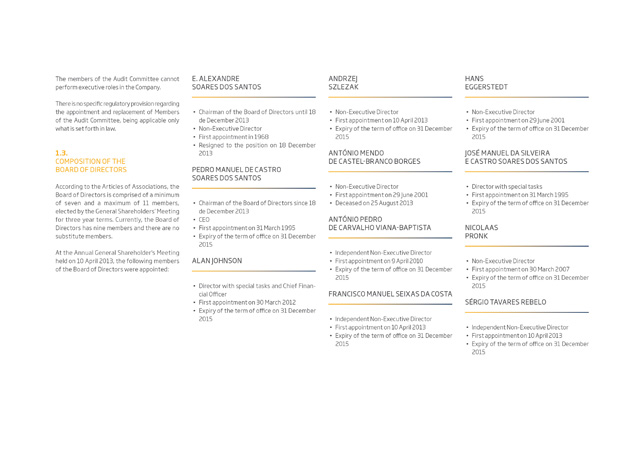 The members of the Audit Committee cannot
perform executive roles in the Company.
There is no specific regulatory provision regarding
the appointment and replacement of Members
of the Audit Committee, being applicable only
what is set forth in law.
1.3.
COMPOSITION OF THE
BOARD OF DIRECTORS
According to the Articles of Associations, the
Board of Directors is comprised of a minimum
of seven and a maximum of 11 members,
elected by the General Shareholders' Meeting
for three year terms. Currently, the Board of
Directors has nine members and there are no
substitute members.
At the Annual General Shareholder's Meeting
held on 10 April 2013, the following members
of the Board of Directors were appointed:
E. ALEXANDRE
SOARES DOS SANTOS
• Chairman of the Board of Directors until 18
de December 2013
• Non-Executive Director
• First appointment in 1968
• Resigned to the position on 18 December
2013
PEDRO MANUEL DE CASTRO
SOARES DOS SANTOS
• Chairman of the Board of Directors since 18
de December 2013
• CEO
• First appointment on 31 March 1995
• Expiry of the term of office on 31 December
2015
ALAN JOHNSON
• Director with special tasks and Chief Finan-
cial Officer
• First appointment on 30 March 2012
• Expiry of the term of office on 31 December
2015
ANDRZEJ
SZLEZAK
• Non-Executive Director
• First appointment on 10 April 2013
• Expiry of the term of office on 31 December
2015
ANTÓNIO MENDO
DE CASTEL-BRANCO BORGES
• Non-Executive Director
• First appointment on 29 June 2001
• Deceased on 25 August 2013
ANTÓNIO PEDRO
DE CARVALHO VIANA-BAPTISTA
• Independent Non-Executive Director
• First appointment on 9 April 2010
• Expiry of the term of office on 31 December
2015
FRANCISCO MANUEL SEIXAS DA COSTA
• Independent Non-Executive Director
• First appointment on 10 April 2013
• Expiry of the term of office on 31 December
2015
HANS
EGGERSTEDT
• Non-Executive Director
• First appointment on 29 June 2001
• Expiry of the term of office on 31 December
2015
JOSÉ MANUEL DA SILVEIRA
E CASTRO SOARES DOS SANTOS
• Director with special tasks
• First appointment on 31 March 1995
• Expiry of the term of office on 31 December
2015
NICOLAAS
PRONK
• Non-Executive Director
• First appointment on 30 March 2007
• Expiry of the term of office on 31 December
2015
SÉRGIO TAVARES REBELO
• Independent Non-Executive Director
• First appointment on 10 April 2013
• Expiry of the term of office on 31 December
2015